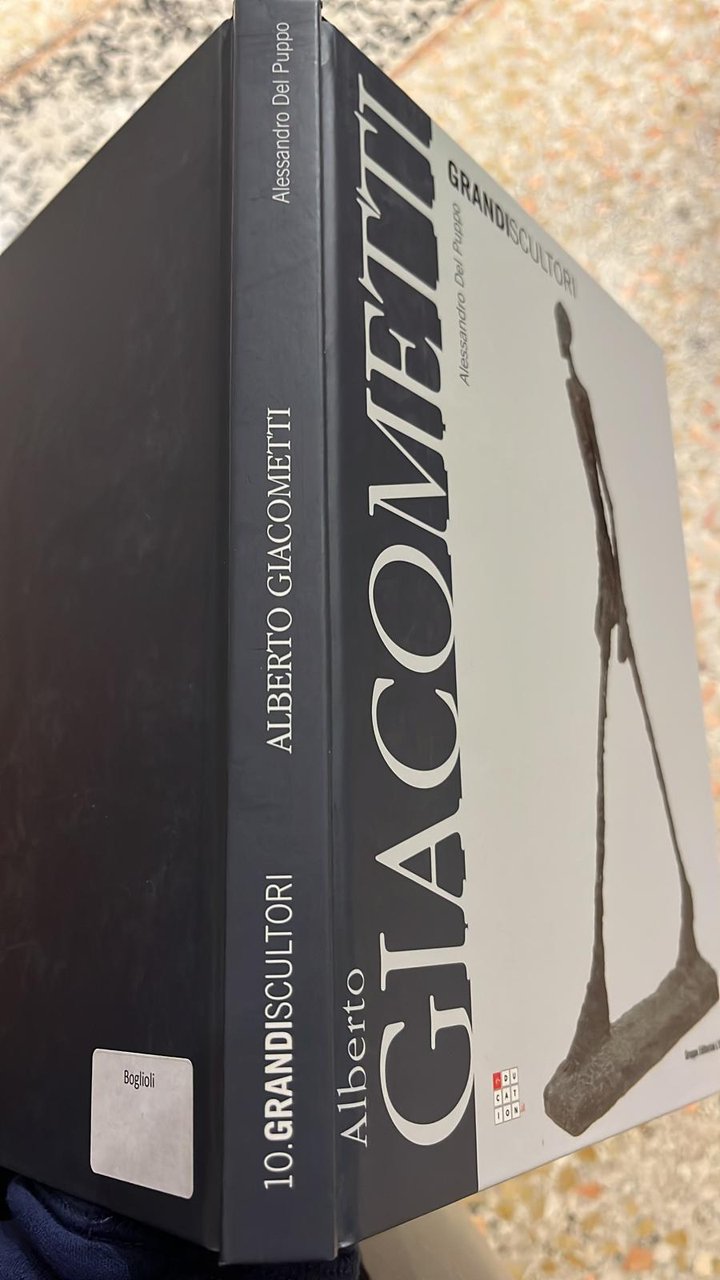 10.GRANDISCULTORI
ALBERTO GIACOMETTI
Alessandro Del Puppo
Alberto
GIACOMETTI
GRANDISCULTORI
Alessandro Del Puppo
Boglioli